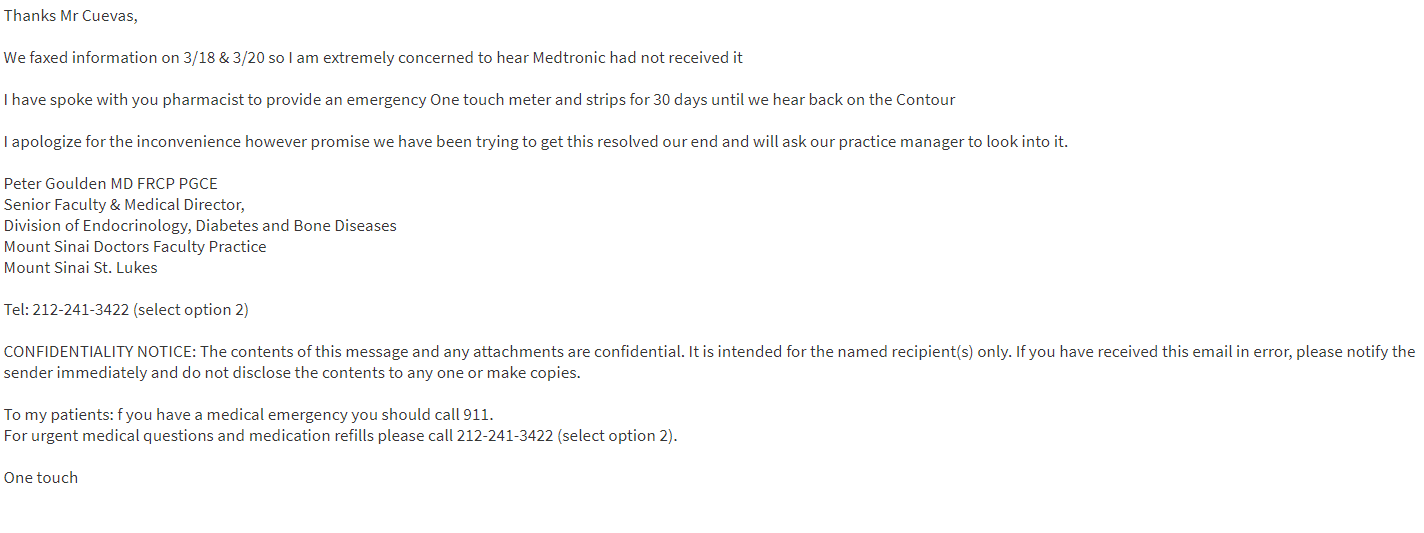 Thanks Mr Cuevas,
We faxed information on 3/18 & 3/20 so I am extremely concerned to hear Medtronic had not received it
I have spoke with you pharmacist to provide an emergency One touch meter and strips for 30 days until we hear back on the Contour
I apologize for the inconvenience however promise we have been trying to get this resolved our end and will ask our practice manager to look into it.
Peter Goulden MD FRCP PGCE
Senior Faculty & Medical Director,
Division of Endocrinology, Diabetes and Bone Diseases
Mount Sinai Doctors Faculty Practice
Mount Sinai St. Lukes
Tel: 212-241-3422 (select option 2)
CONFIDENTIALITY NOTICE: The contents of this message and any attachments are confidential. It is intended for the named recipient(s) only. If you have received this email in error, please notify the
sender immediately and do not disclose the contents to any one or make copies.
To my patients: f you have a medical emergency you should call 911.
For urgent medical questions and medication refills please call 212-241-3422 (select option 2).
One touch